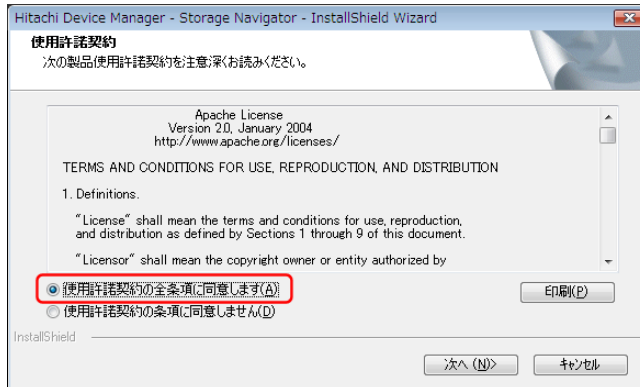 Hitachi Device Manager - Storage Navigator - InstallShield Wizard
使用許諾契約
次の製品使用許諾契約を注意深くお読みください。
Apache License
Version 2.0, January 2004
http://www.apache.org/licenses/
TERMS AND CONDITIONS FOR USE, REPRODUCTION, AND DISTRIBUTION
1. Definitions.
"License" shall mean the terms and conditions for use, reproduction,
and distribution as defined by Sections 1 through 9 of this document.
"Licensor" shall mean the copyright owner or entity authorized by
使用許諾契約の全条項に同意します(A)
印刷(P)
使用許諾契約の条項に同意しません(D)
InstallShield
次へ (N)>
キャンセル